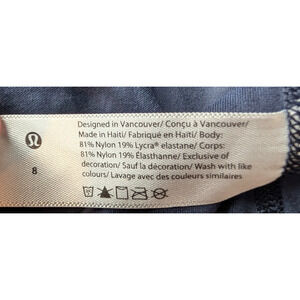 Designed in Vancouver/ Conçu à Vancouver/
Made in Haiti/ Fabriqué en Haïti/ Body:
81% Nylon 19% Lycra® elastane/ Corps:
81% Nylon 19% Élasthanne/ Exclusive of
decoration/ Sauf la décoration/ Wash with like
colours/ Lavage avec des couleurs similaires
8